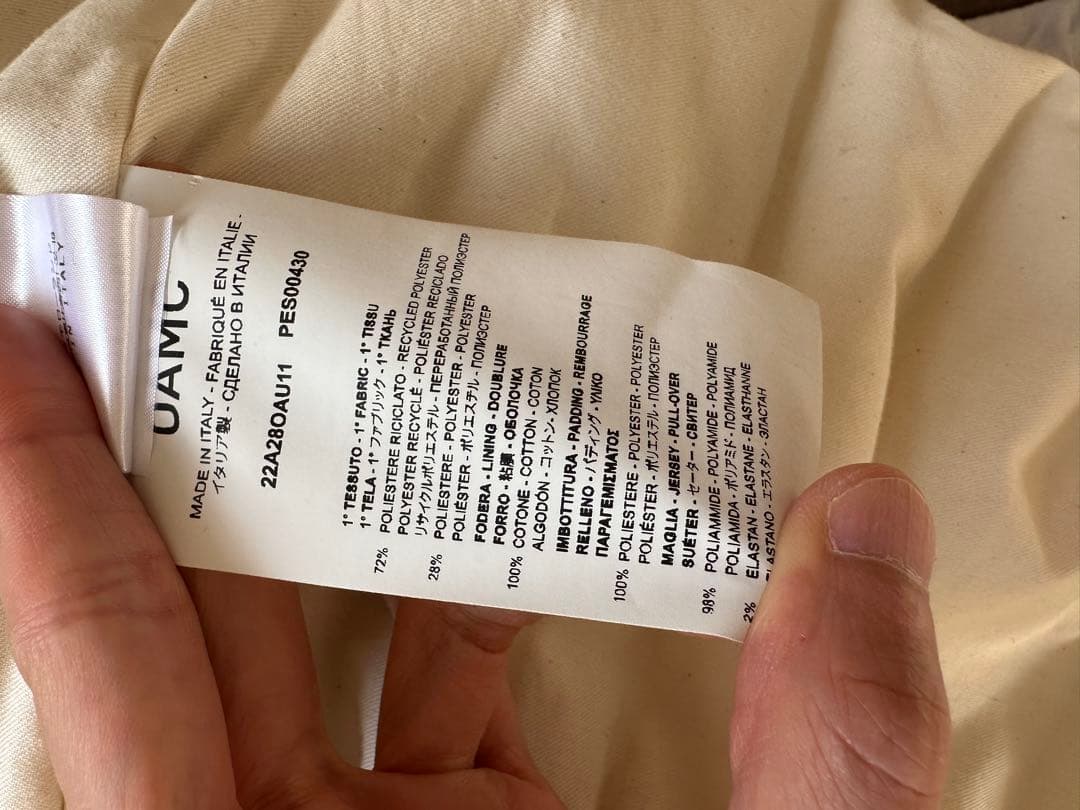 OAMC
MADE IN ITALY - FABRIQUÉ EN ITALIE -
イタリア製 - СДЕЛАНО В ИТАЛИИ
22A28OAU11 PES00430
1° TESSUTO - 1° FABRIC - 1° TISSU
1° TELA - 1° ファブリック - 1° ТКАНЬ
72% POLIESTERE RICICLATO - RECYCLED POLYESTER
POLYESTER RECYCLÉ - POLIÉSTER RECICLADO
リサイクルポリエステル - ПЕРЕРАБОТАННЫЙ ПОЛИЭСТЕР
28% POLIESTERE - POLYESTER - POLYESTER
POLIÉSTER - ポリエステル - ПОЛИЭСТЕР
FODERA - LINING - DOUBLURE
FORRO - 粘膜 - ОБОЛОЧКА
100% COTONE - COTTON - COTON
ALGODÓN - コットン - ХЛОПОК
IMBOTTITURA - PADDING - REMBOURRAGE
RELLENO - パディング - ΥΛΙΚΟ
ΠΑΡΑΓΕΜΙΣΜΑΤΟΣ
100% POLIESTERE - POLYESTER - POLYESTER
POLIÉSTER - ポリエステル - ПОЛИЭСТЕР
MAGLIA - JERSEY - PULL-OVER
SUÉTER - セーター - СВИТЕР
98% POLIAMMIDE - POLYAMIDE - POLYAMIDE
POLIAMIDA - ポリアミド - ПОЛИАМИД
2% ELASTAN - ELASTANE - ELASTHANNE
ELASTANO - エラスタン - ЭЛАСТАН